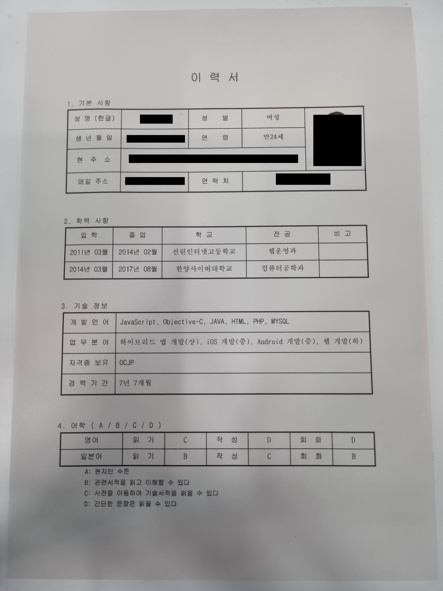 이 력 서
1. 기본 사항
성 명 (한글) 성 별 여성
생 년 월 일 연 령 만24세
현 주 소
메일 주소 연 락 처
2. 학력 사항
입 학 졸 업 학 교 전 공 비 고
2011년 03월 2014년 02월 선린인터넷고등학교 웹운영과
2014년 03월 2017년 08월 한양사이버대학교 컴퓨터공학과
3. 기술 정보
개 발 언 어 JavaScript, Objective-C, JAVA, HTML, PHP, MYSQL
업 무 분 야 하이브리드 앱 개발(상), iOS 개발(중), Android 개발(중), 웹 개발(하)
자격증 보유 OCJP
경 력 기 간 7년 7개월
4. 어학 ( A / B / C / D )
영어 읽 기 C 작 성 D 회 화 D
일본어 읽 기 B 작 성 C 회 화 B
A: 현지인 수준
B: 관련서적을 읽고 이해할 수 있다
C: 사전을 이용하여 기술서적을 읽을 수 있다
D: 간단한 문장은 읽을 수 있다